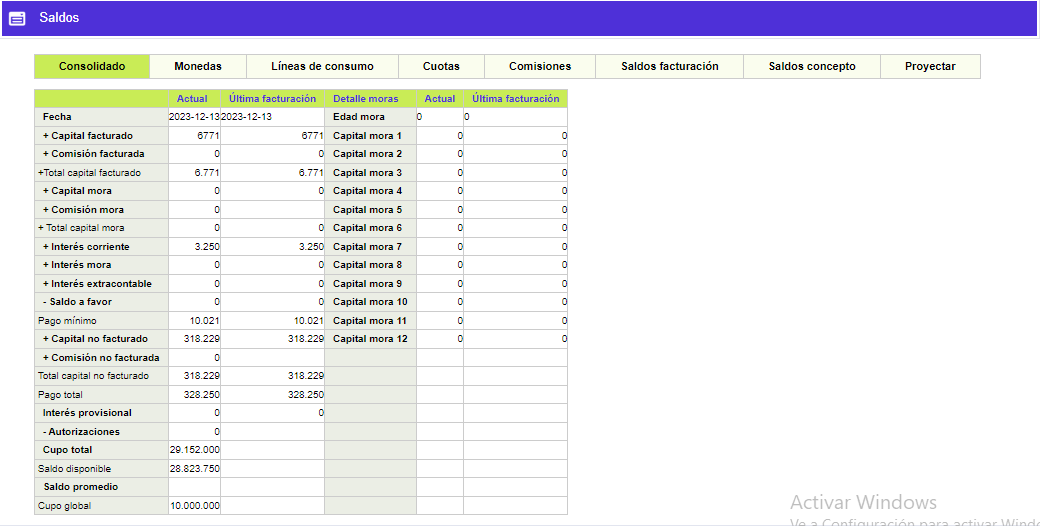 Saldos
Consolidado Monedas Líneas de consumo Cuotas Comisiones Saldos facturación Saldos concepto Proyectar
Actual Última facturación Detalle moras Actual Última facturación
Fecha 2023-12-13 2023-12-13 Edad mora 0 0
+ Capital facturado 6771 6771 Capital mora 1 0 0
+ Comisión facturada 0 0 Capital mora 2 0 0
+Total capital facturado 6.771 6.771 Capital mora 3 0 0
+ Capital mora 0 0 Capital mora 4 0 0
+ Comisión mora 0 Capital mora 5 0 0
+ Total capital mora 0 0 Capital mora 6 0 0
+ Interés corriente 3.250 3.250 Capital mora 7 0 0
+ Interés mora 0 0 Capital mora 8 0 0
+ Interés extracontable 0 0 Capital mora 9 0 0
- Saldo a favor 0 0 Capital mora 10 0 0
Pago mínimo 10.021 10.021 Capital mora 11 0 0
+ Capital no facturado 318.229 318.229 Capital mora 12 0 0
+ Comisión no facturada 0
Total capital no facturado 318.229 318.229
Pago total 328.250 328.250
Interés provisional 0 0
- Autorizaciones 0
Cupo total 29.152.000
Saldo disponible 28.823.750
Saldo promedio
Cupo global 10.000.000
Activar Windows
Ve a Configuración para activar Wind